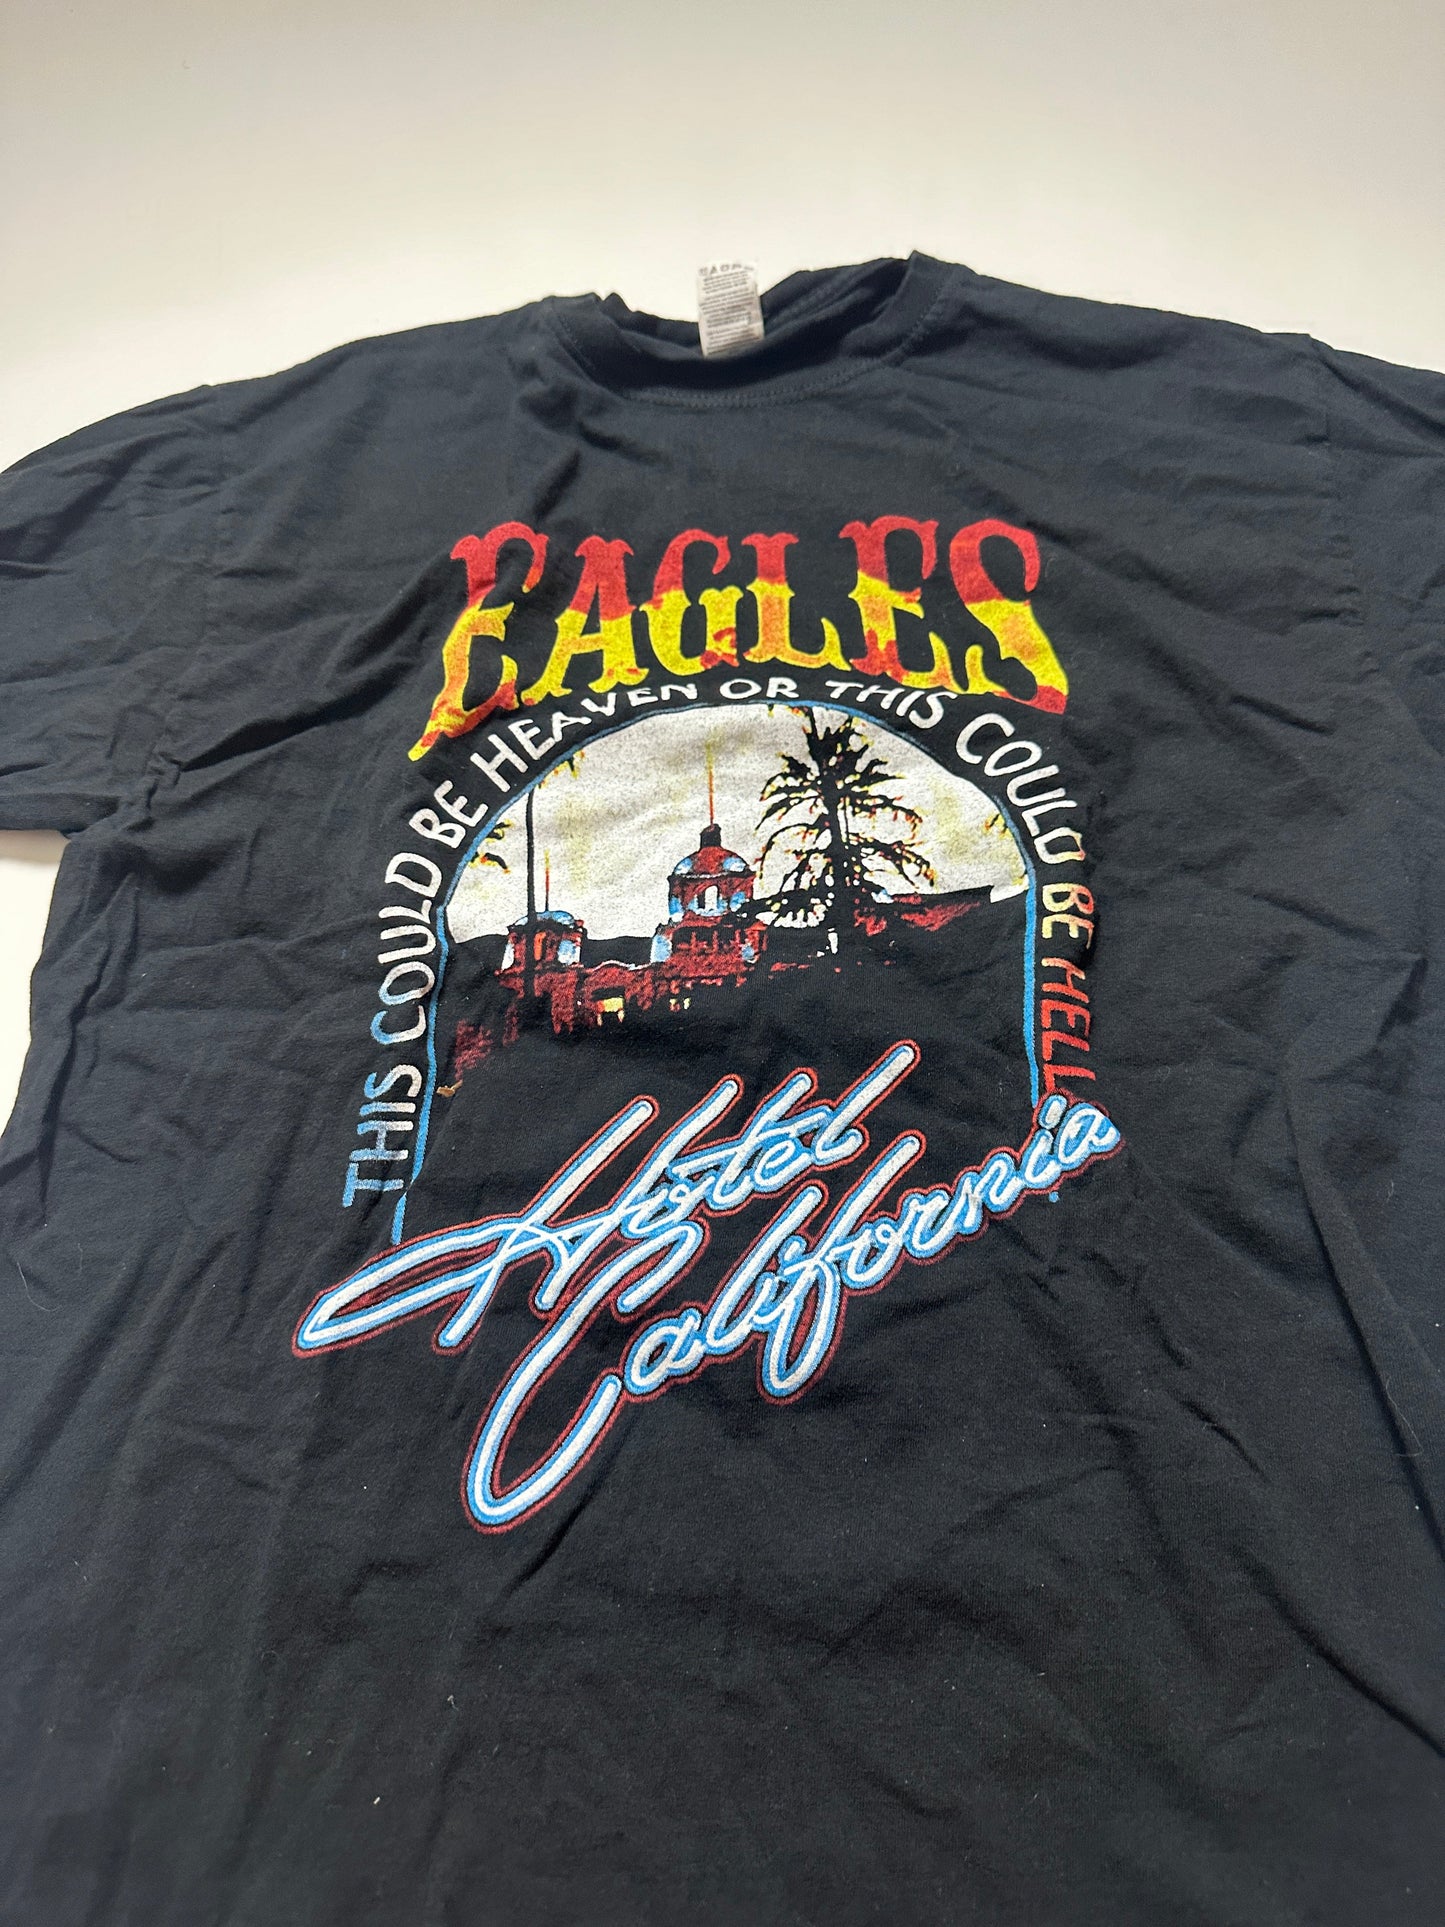 EAGLES
THIS COULD BE HEAVEN OR THIS COULD BE HELL
Hotel
California